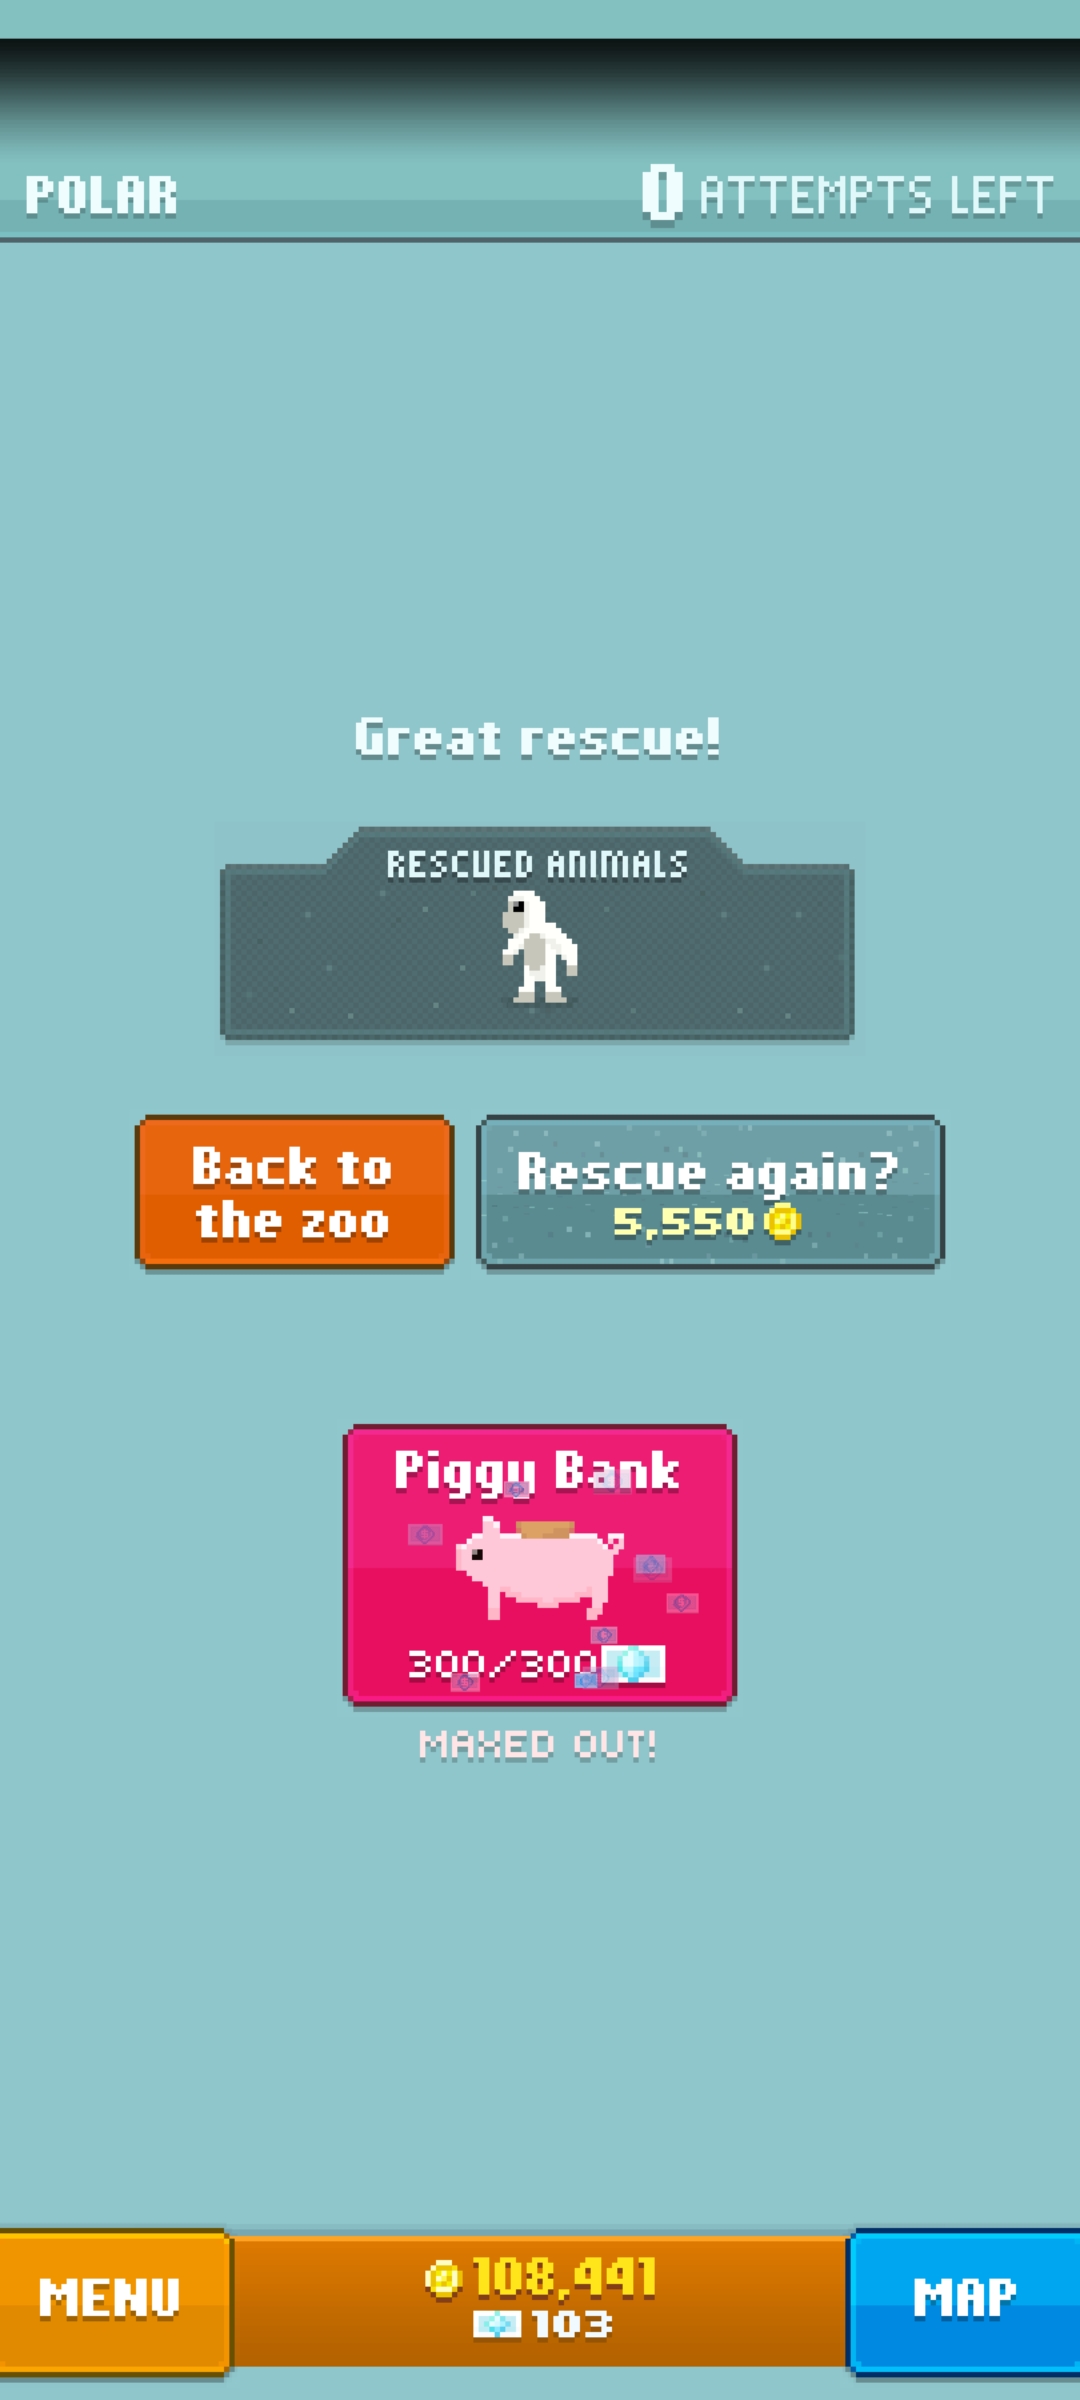 POLAR
0 ATTEMPTS LEFT
Great rescue!
RESCUED ANIMALS
Back to
the zoo
Rescue again?
5,550
Piggy Bank
300/300
MAXED OUT!
MENU
108,441
103
MAP